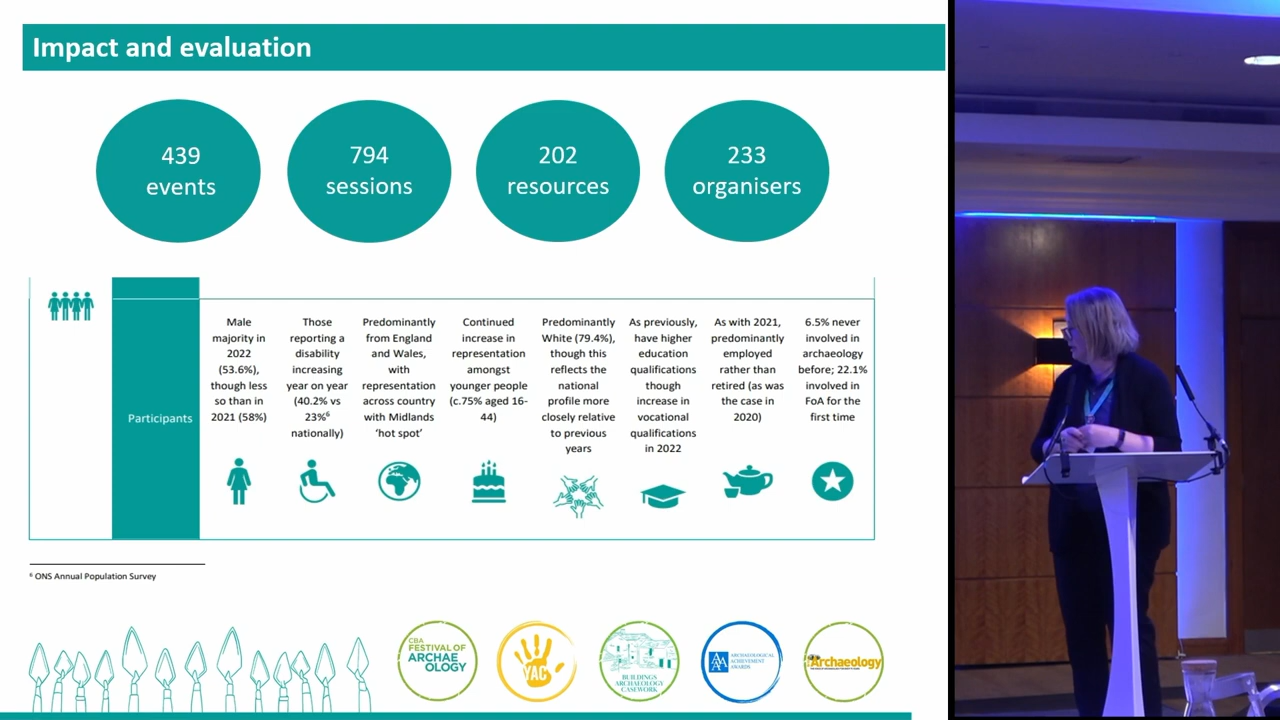 Impact and evaluation
439
events
794
sessions
202
resources
233
organisers
Participants
Male
majority in
2022
(53.6%),
though less
so than in
2021 (58%)
Those
reporting a
disability
increasing
year on year
(40.2% vs
23%⁶
nationally)
Predominantly
from England
and Wales,
with
representation
across country
with Midlands
‘hot spot’
Continued
increase in
representation
amongst
younger people
(c.75% aged 16-
44)
Predominantly
White (79.4%),
though this
reflects the
national
profile more
closely relative
to previous
years
As previously,
have higher
education
qualifications
though
increase in
vocational
qualifications
in 2022
As with 2021,
predominantly
employed
rather than
retired (as was
the case in
2020)
6.5% never
involved in
archaeology
before; 22.1%
involved in
FoA for the
first time
⁶ ONS Annual Population Survey
CBA
FESTIVAL OF
ARCHAE
OLOGY
YAC
BUILDINGS
ARCHAEOLOGY
CASEWORK
AAA
ARCHAEOLOGICAL
ACHIEVEMENT
AWARDS
Archaeology